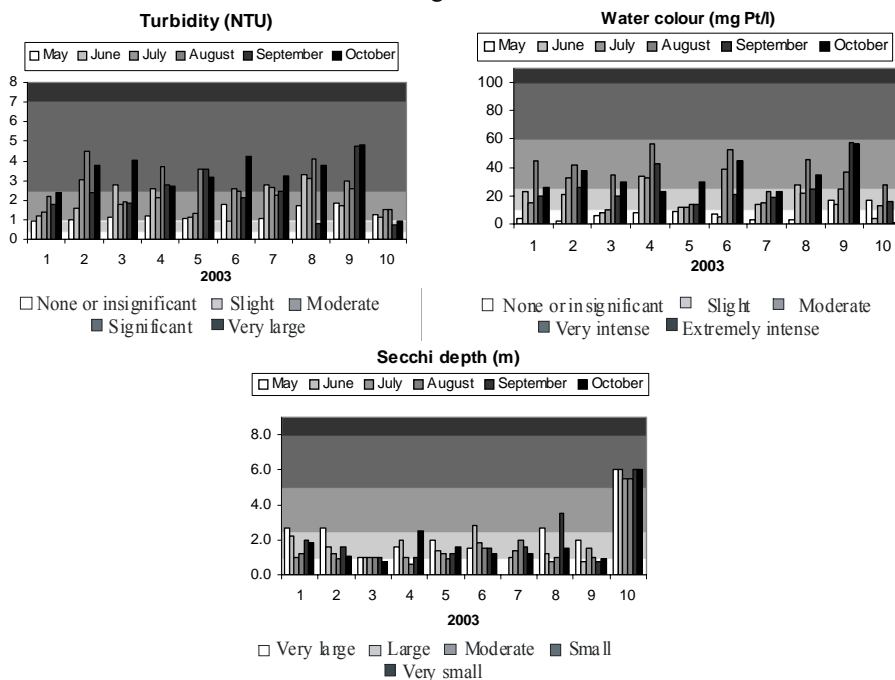 Turbidity (NTU)
May June July August September October
8
7
6
5
4
3
2
1
0
1 2 3 4 5 6 7 8 9 10
2003
None or insignificant Slight Moderate
Significant Very large
Water colour (mg Pt/l)
May June July August September October
100
80
60
40
20
0
1 2 3 4 5 6 7 8 9 10
2003
None or insignificant Slight Moderate
Very intense Extremely intense
Secchi depth (m)
May June July August September October
8.0
6.0
4.0
2.0
0.0
1 2 3 4 5 6 7 8 9 10
2003
Very large Large Moderate Small
Very small